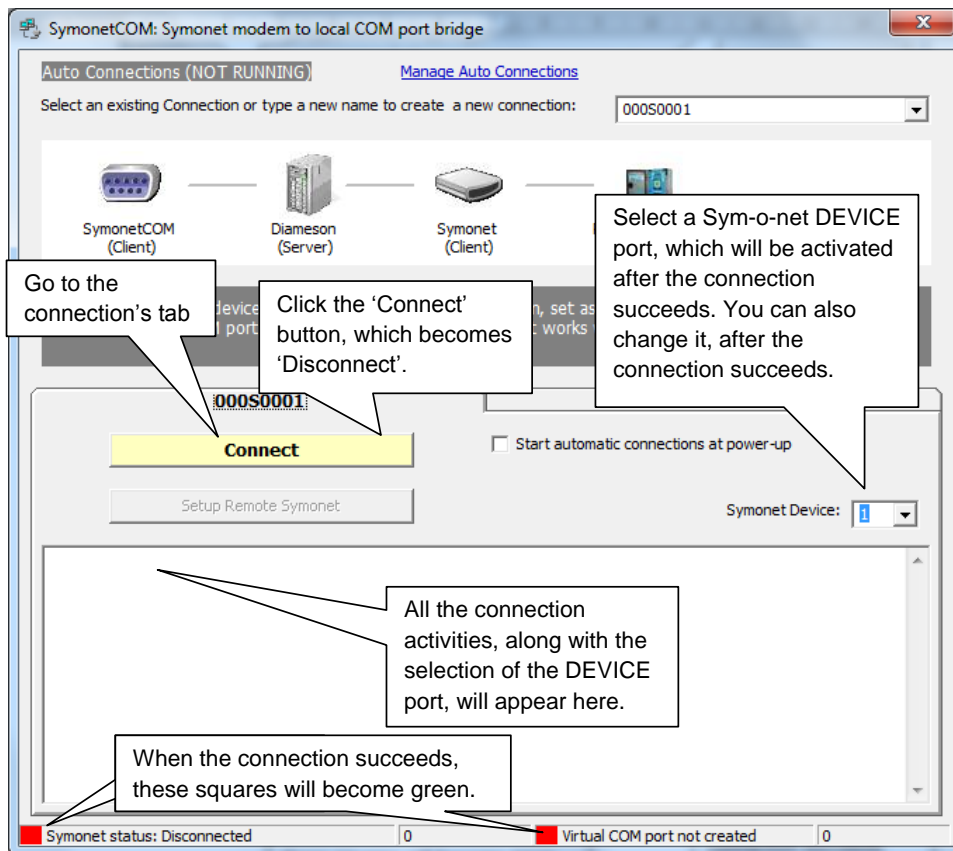 SymonetCOM: Symonet modem to local COM port bridge
Auto Connections (NOT RUNNING)
Manage Auto Connections
Select an existing Connection or type a new name to create a new connection:
000S0001
SymonetCOM
(Client)
Diameson
(Server)
Symonet
(Client)
Select a Sym-o-net DEVICE
port, which will be activated
after the connection
succeeds. You can also
change it, after the
connection succeeds.
Go to the
connection's tab
Click the 'Connect'
button, which becomes
'Disconnect'.
device
set as
port
works
000S0001
Connect
Start automatic connections at power-up
Setup Remote Symonet
Symonet Device:
1
All the connection
activities, along with the
selection of the DEVICE
port, will appear here.
When the connection succeeds,
these squares will become green.
Symonet status: Disconnected
0
Virtual COM port not created
0